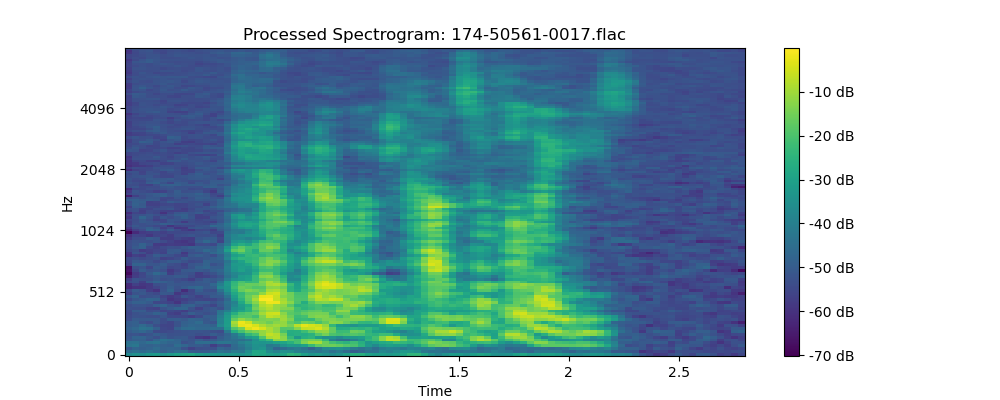 Processed Spectrogram: 174-50561-0017.flac
Hz
4096
2048
1024
512
0
0
0.5
1
1.5
2
2.5
Time
-10 dB
-20 dB
-30 dB
-40 dB
-50 dB
-60 dB
-70 dB